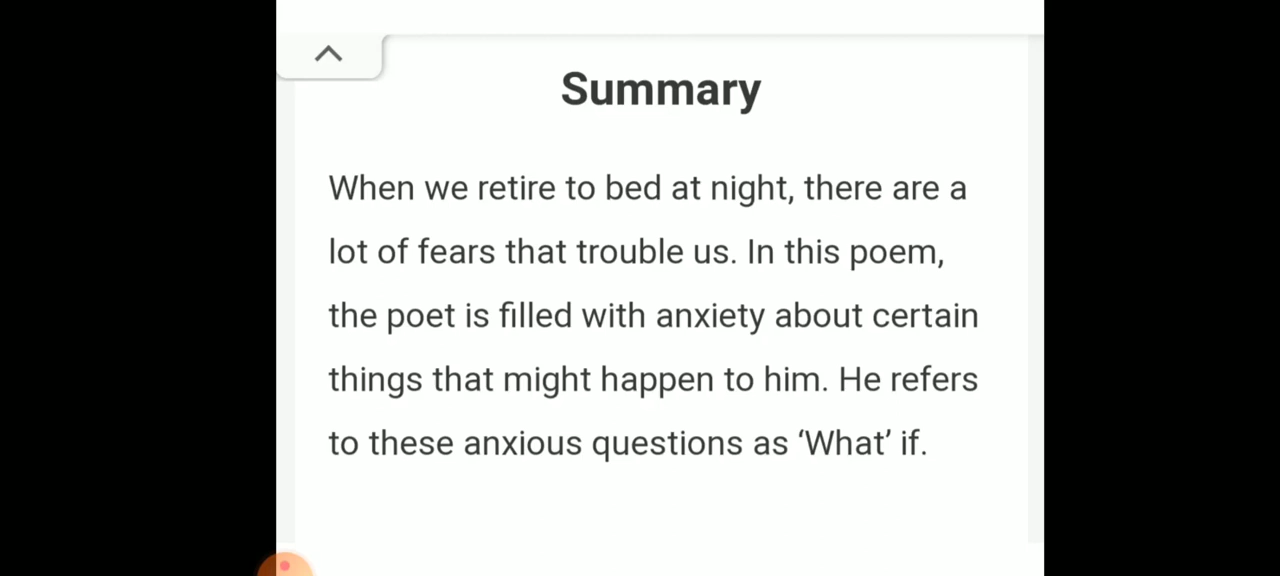 Summary
When we retire to bed at night, there are a
lot of fears that trouble us. In this poem,
the poet is filled with anxiety about certain
things that might happen to him. He refers
to these anxious questions as ‘What’ if.